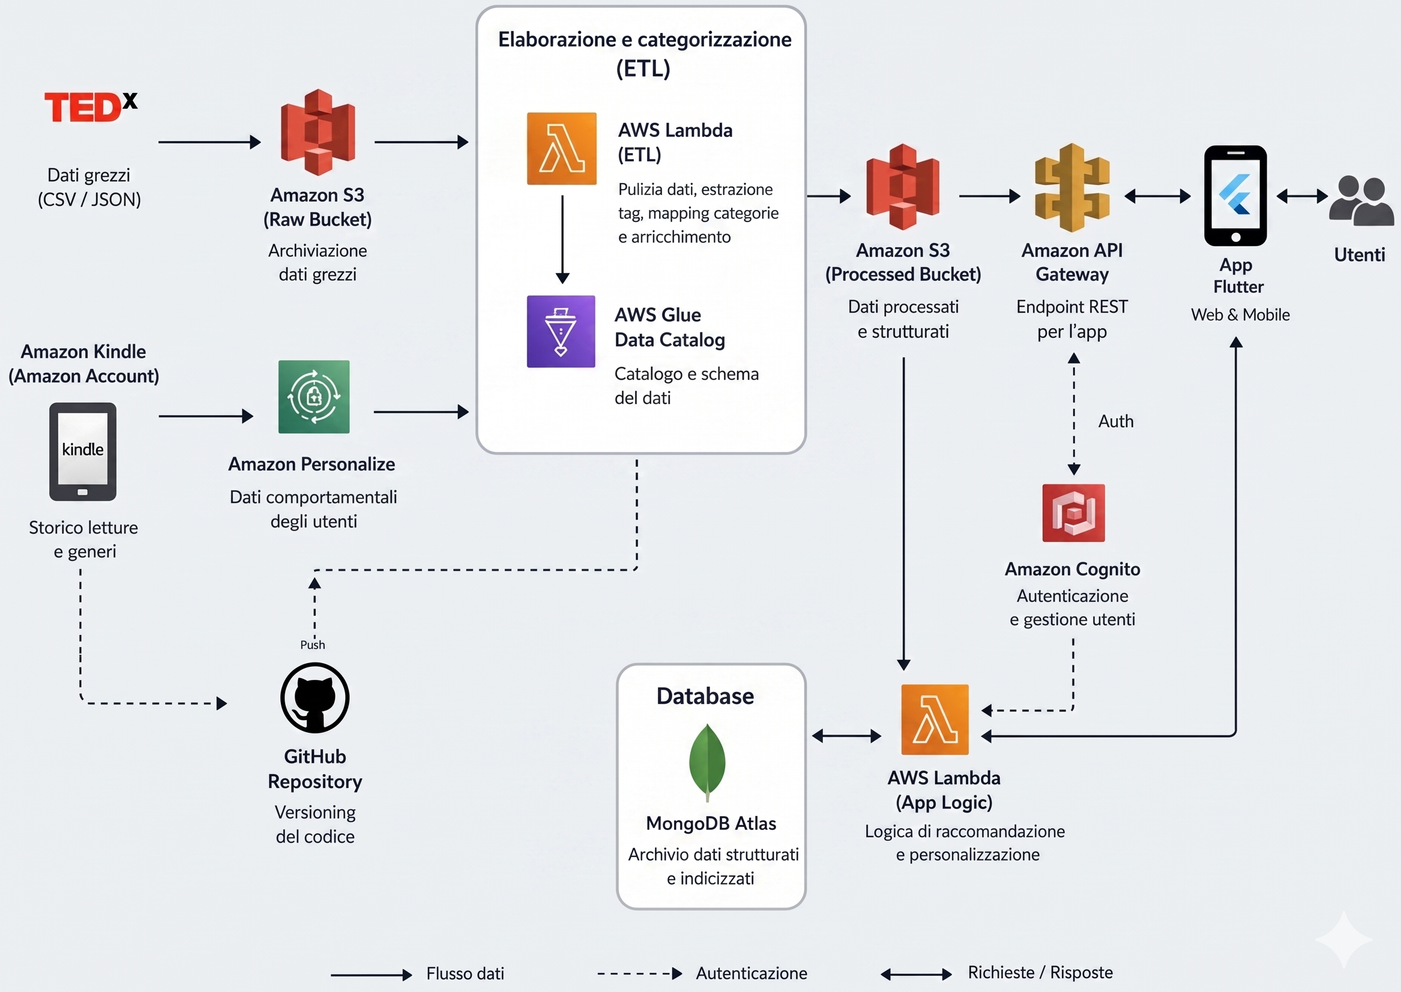 Elaborazione e categorizzazione
(ETL)
TEDx
Dati grezzi
(CSV / JSON)
Amazon S3
(Raw Bucket)
Archiviazione
dati grezzi
AWS Lambda
(ETL)
Pulizia dati, estrazione
tag, mapping categorie
e arricchimento
AWS Glue
Data Catalog
Catalogo e schema
del dati
Amazon S3
(Processed Bucket)
Dati processati
e strutturati
Amazon API
Gateway
Endpoint REST
per l'app
App
Flutter
Web & Mobile
Utenti
Amazon Kindle
(Amazon Account)
kindle
Storico letture
e generi
Amazon Personalize
Dati comportamentali
degli utenti
Auth
Amazon Cognito
Autenticazione
e gestione utenti
Push
GitHub
Repository
Versioning
del codice
Database
MongoDB Atlas
Archivio dati strutturati
e indicizzati
AWS Lambda
(App Logic)
Logica di raccomandazione
e personalizzazione
Flusso dati
Autenticazione
Richieste / Risposte